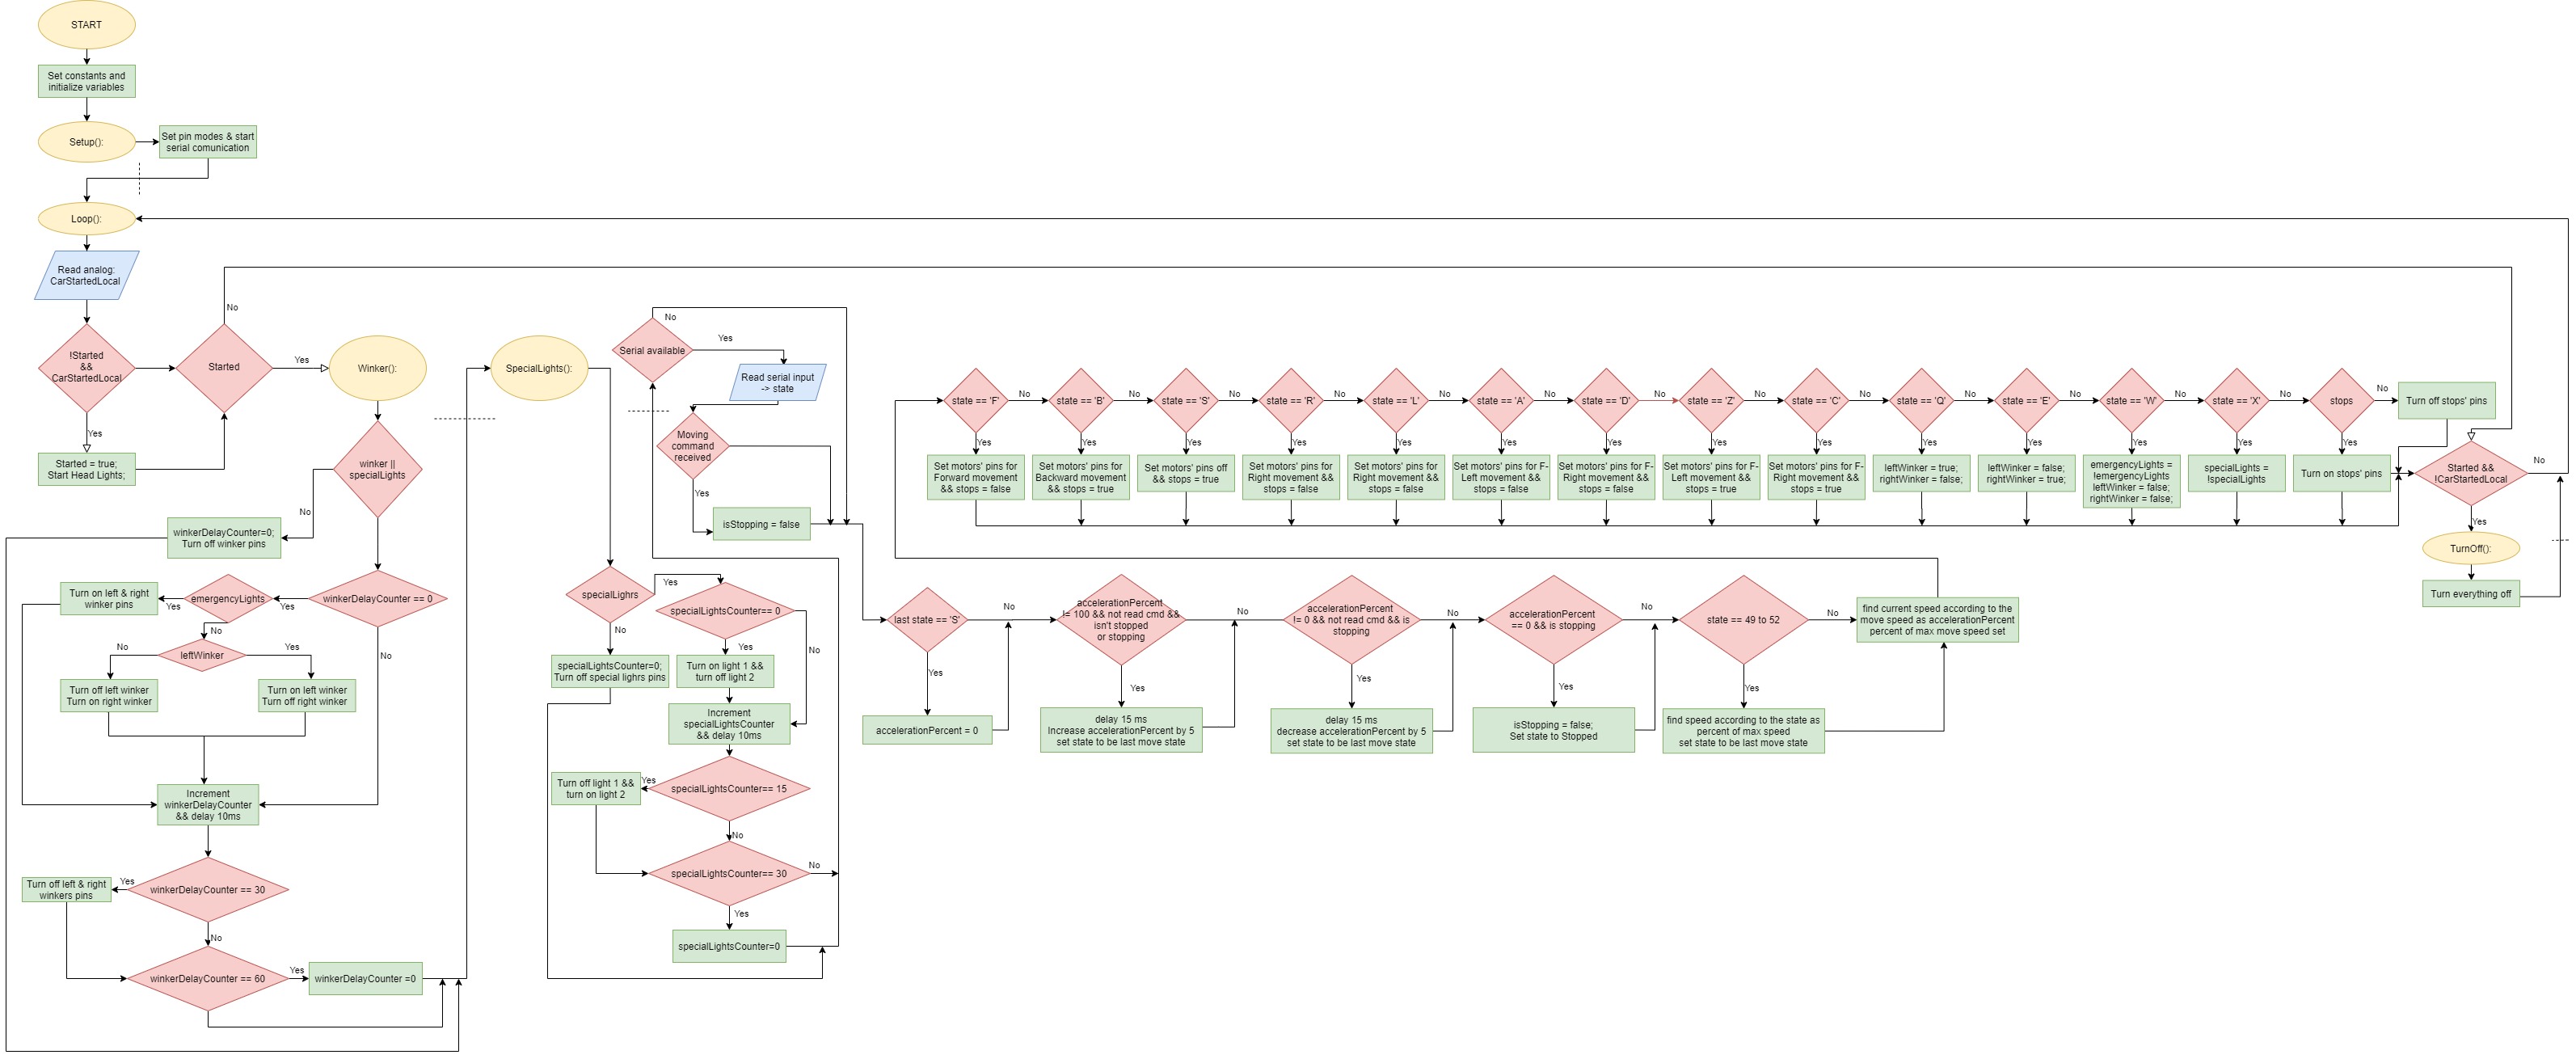 START
Set constants and
initialize variables
Setup():
Set pin modes & start
serial comunication
Loop():
Read analog:
CarStartedLocal
!Started
&&
CarStartedLocal
Yes
Started = true;
Start Head Lights;
Started
No
Yes
Winker():
winker ||
specialLights
No
winkerDelayCounter=0;
Turn off winker pins
winkerDelayCounter == 0
Yes
No
emergencyLights
Yes
No
Turn on left & right
winker pins
leftWinker
No
Yes
Turn off left winker
Turn on right winker
Turn on left winker
Turn off right winker
Increment
winkerDelayCounter
&& delay 10ms
winkerDelayCounter == 30
Yes
Turn off left & right
winkers pins
No
winkerDelayCounter == 60
Yes
winkerDelayCounter =0
SpecialLights():
specialLighrs
Yes
No
specialLightsCounter=0;
Turn off special lighrs pins
specialLightsCounter== 0
Yes
No
Turn on light 1 &&
turn off light 2
Increment
specialLightsCounter
&& delay 10ms
specialLightsCounter== 15
Yes
Turn off light 1 &&
turn on light 2
No
specialLightsCounter== 30
No
Yes
specialLightsCounter=0
Serial available
No
Yes
Read serial input
-> state
Moving
command
received
Yes
isStopping = false
last state == 'S'
No
Yes
accelerationPercent = 0
accelerationPercent
!= 100 && not read cmd &&
isn't stopped
or stopping
No
Yes
delay 15 ms
Increase accelerationPercent by 5
set state to be last move state
accelerationPercent
!= 0 && not read cmd && is
stopping
No
Yes
delay 15 ms
decrease accelerationPercent by 5
set state to be last move state
accelerationPercent
== 0 && is stopping
No
Yes
isStopping = false;
Set state to Stopped
state == 49 to 52
No
Yes
find speed according to the state as
percent of max speed
set state to be last move state
find current speed according to the
move speed as accelerationPercent
percent of max move speed set
state == 'F'
No
Yes
Set motors' pins for
Forward movement
&& stops = false
state == 'B'
No
Yes
Set motors' pins for
Backward movement
&& stops = true
state == 'S'
No
Yes
Set motors' pins off
&& stops = true
state == 'R'
No
Yes
Set motors' pins for
Right movement &&
stops = false
state == 'L'
No
Yes
Set motors' pins for
Right movement &&
stops = false
state == 'A'
No
Yes
Set motors' pins for F-
Left movement &&
stops = false
state == 'D'
No
Yes
Set motors' pins for F-
Right movement &&
stops = false
state == 'Z'
No
Yes
Set motors' pins for F-
Left movement &&
stops = true
state == 'C'
No
Yes
Set motors' pins for F-
Right movement &&
stops = true
state == 'Q'
No
Yes
leftWinker = true;
rightWinker = false;
state == 'E'
No
Yes
leftWinker = false;
rightWinker = true;
state == 'W'
No
Yes
emergencyLights =
!emergencyLights
leftWinker = false;
rightWinker = false;
state == 'X'
No
Yes
specialLights =
!specialLights
stops
No
Yes
Turn on stops' pins
Turn off stops' pins
Started &&
!CarStartedLocal
No
Yes
TurnOff():
Turn everything off